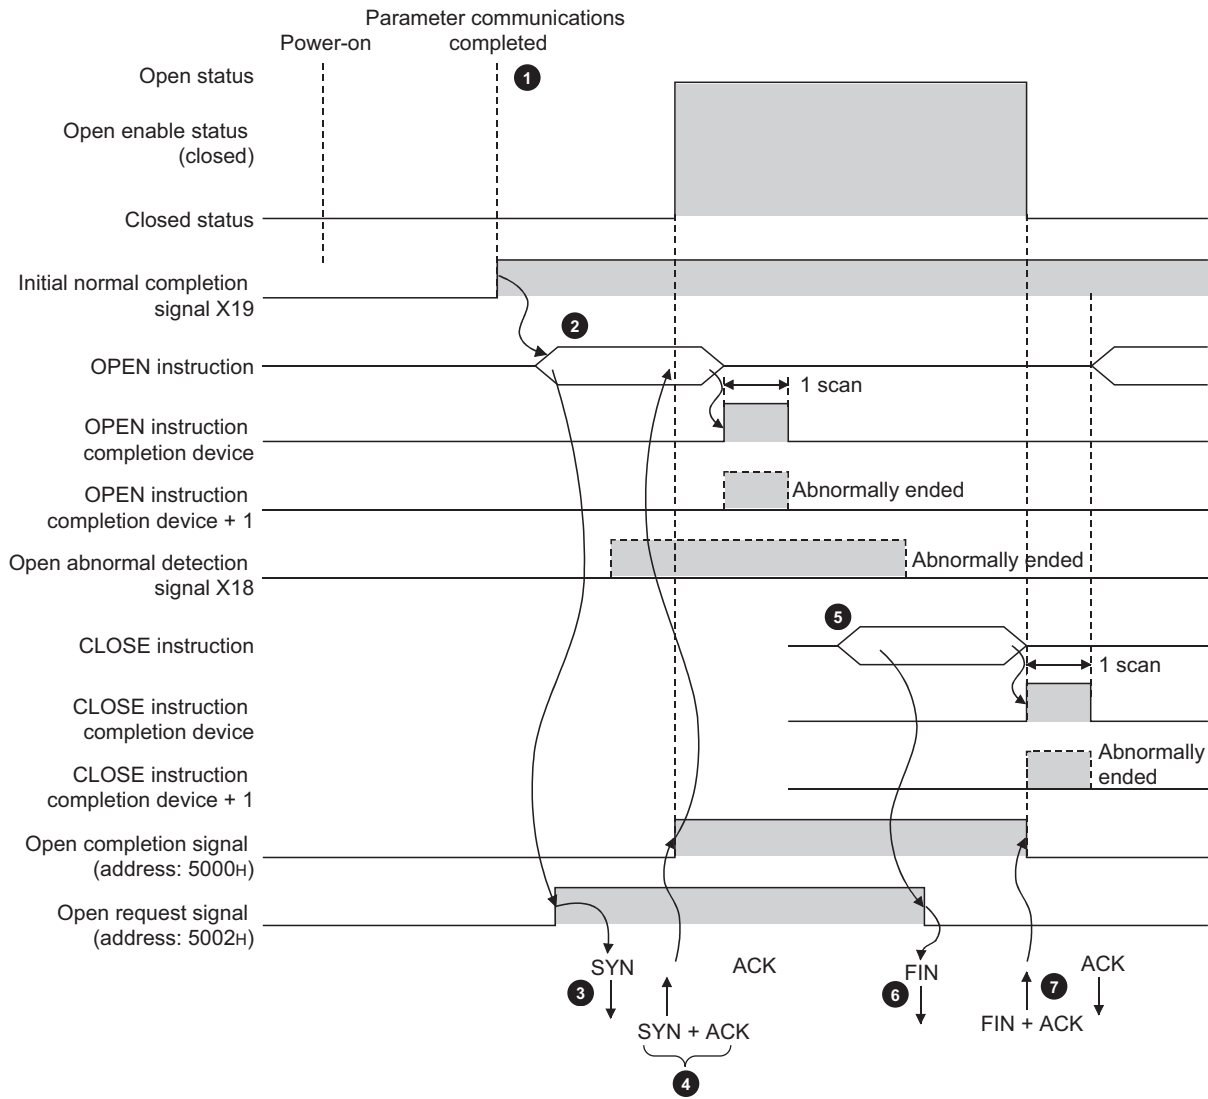 Parameter communications
Power-on
completed
1
Open status
Open enable status
(closed)
Closed status
Initial normal completion
signal X19
2
OPEN instruction
1 scan
OPEN instruction
completion device
OPEN instruction
completion device + 1
Abnormally ended
Open abnormal detection
signal X18
Abnormally ended
5
CLOSE instruction
1 scan
CLOSE instruction
completion device
CLOSE instruction
completion device + 1
Abnormally
ended
Open completion signal
(address: 5000H)
Open request signal
(address: 5002H)
SYN
ACK
FIN
ACK
3
6
7
SYN + ACK
FIN + ACK
4